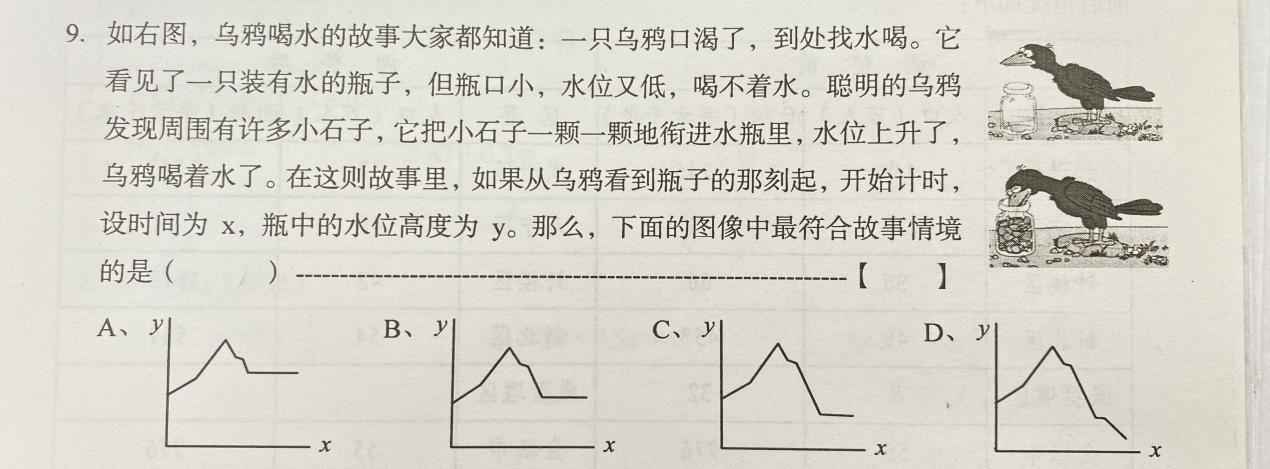 9. 如右图，乌鸦喝水的故事大家都知道：一只乌鸦口渴了，到处找水喝。它
看见了一只装有水的瓶子，但瓶口小，水位又低，喝不着水。聪明的乌鸦
发现周围有许多小石子，它把小石子一颗一颗地衔进水瓶里，水位上升了，
乌鸦喝着水了。在这则故事里，如果从乌鸦看到瓶子的那刻起，开始计时，
设时间为 x，瓶中的水位高度为 y。那么，下面的图像中最符合故事情境
的是（ ）------------------------------------------------------------【 】
A、 y x B、 y x C、 y x D、 y x